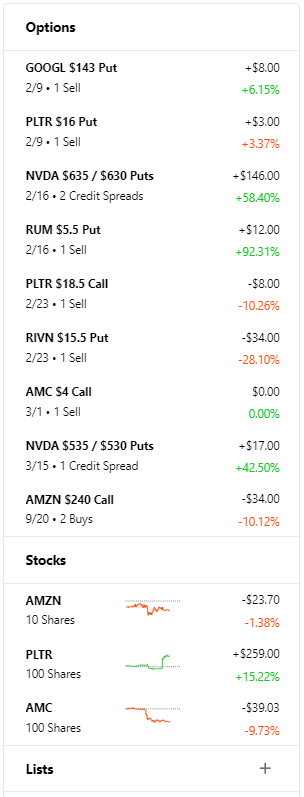 Options
GOOGL $143 Put +$8.00
2/9 • 1 Sell +6.15%
PLTR $16 Put +$3.00
2/9 • 1 Sell +3.37%
NVDA $635 / $630 Puts +$146.00
2/16 • 2 Credit Spreads +58.40%
RUM $5.5 Put +$12.00
2/16 • 1 Sell +92.31%
PLTR $18.5 Call -$8.00
2/23 • 1 Sell -10.26%
RIVN $15.5 Put -$34.00
2/23 • 1 Sell -28.10%
AMC $4 Call $0.00
3/1 • 1 Sell 0.00%
NVDA $535 / $530 Puts +$17.00
3/15 • 1 Credit Spread +42.50%
AMZN $240 Call -$34.00
9/20 • 2 Buys -10.12%
Stocks
AMZN -$23.70
10 Shares -1.38%
PLTR +$259.00
100 Shares +15.22%
AMC -$39.03
100 Shares -9.73%
Lists +